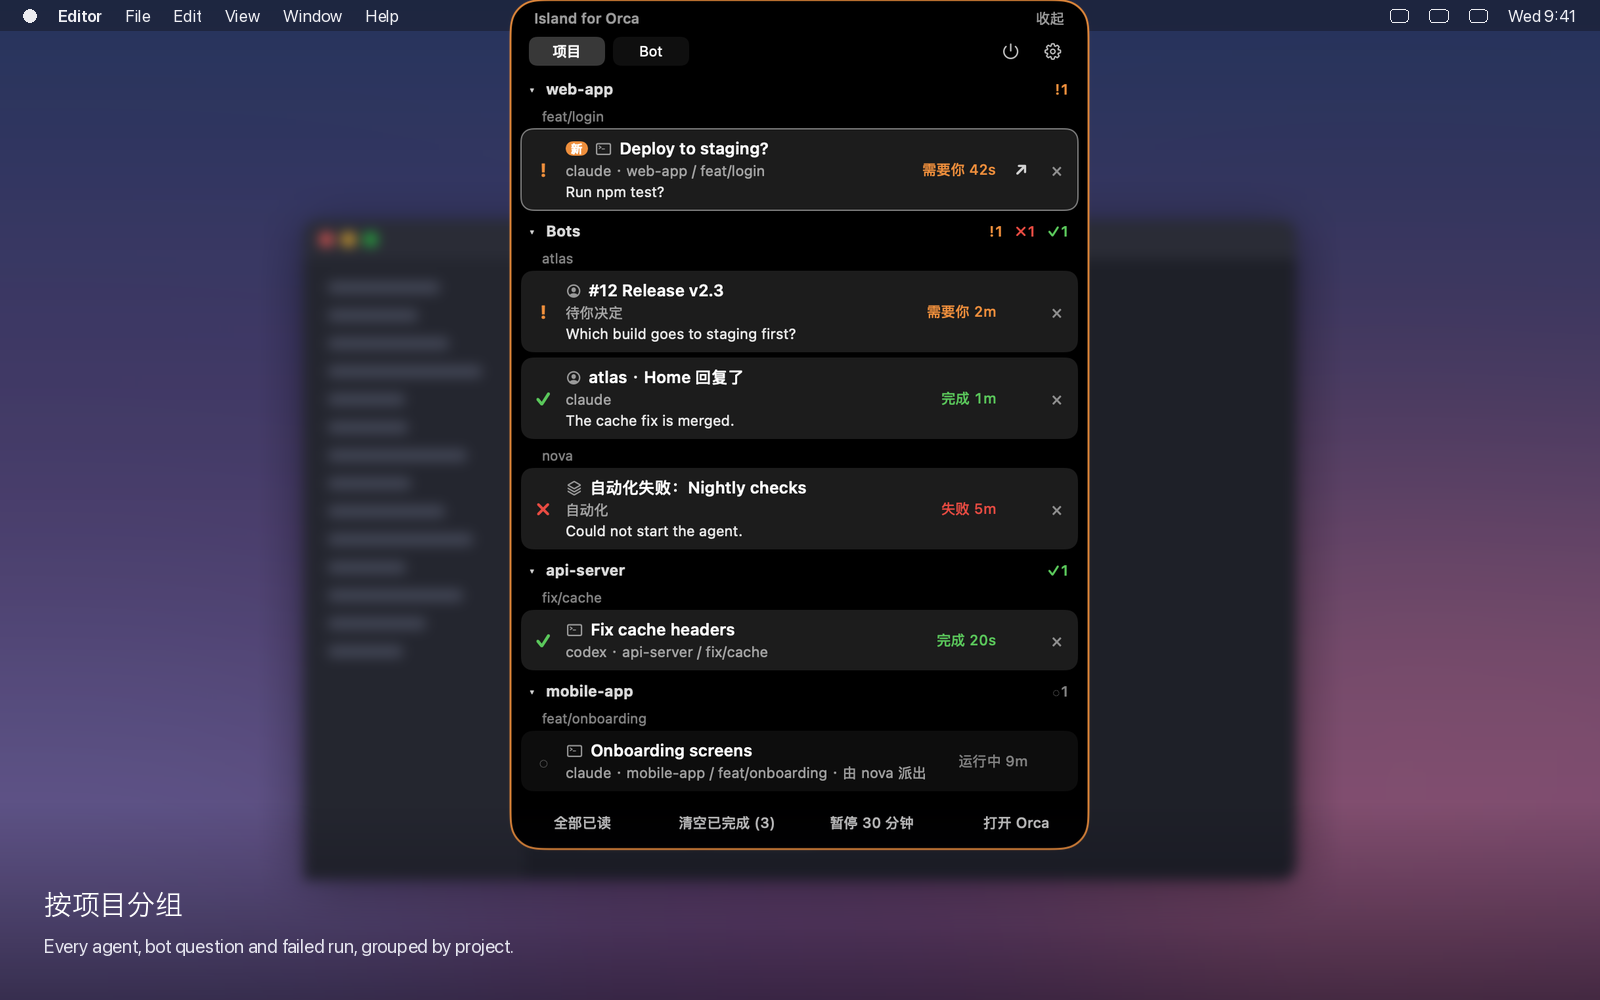 Editor File Edit View Window Help
Wed 9:41
Island for Orca
收起
项目
Bot
web-app
!1
feat/login
!
新
Deploy to staging?
claude · web-app / feat/login
Run npm test?
需要你 42s
Bots
!1 ✕1 ✓1
atlas
!
#12 Release v2.3
待你决定
Which build goes to staging first?
需要你 2m
atlas · Home 回复了
claude
The cache fix is merged.
完成 1m
nova
自动化失败：Nightly checks
自动化
Could not start the agent.
失败 5m
api-server
✓1
fix/cache
Fix cache headers
codex · api-server / fix/cache
完成 20s
mobile-app
○1
feat/onboarding
Onboarding screens
claude · mobile-app / feat/onboarding · 由 nova 派出
运行中 9m
全部已读
清空已完成 (3)
暂停 30 分钟
打开 Orca
按项目分组
Every agent, bot question and failed run, grouped by project.